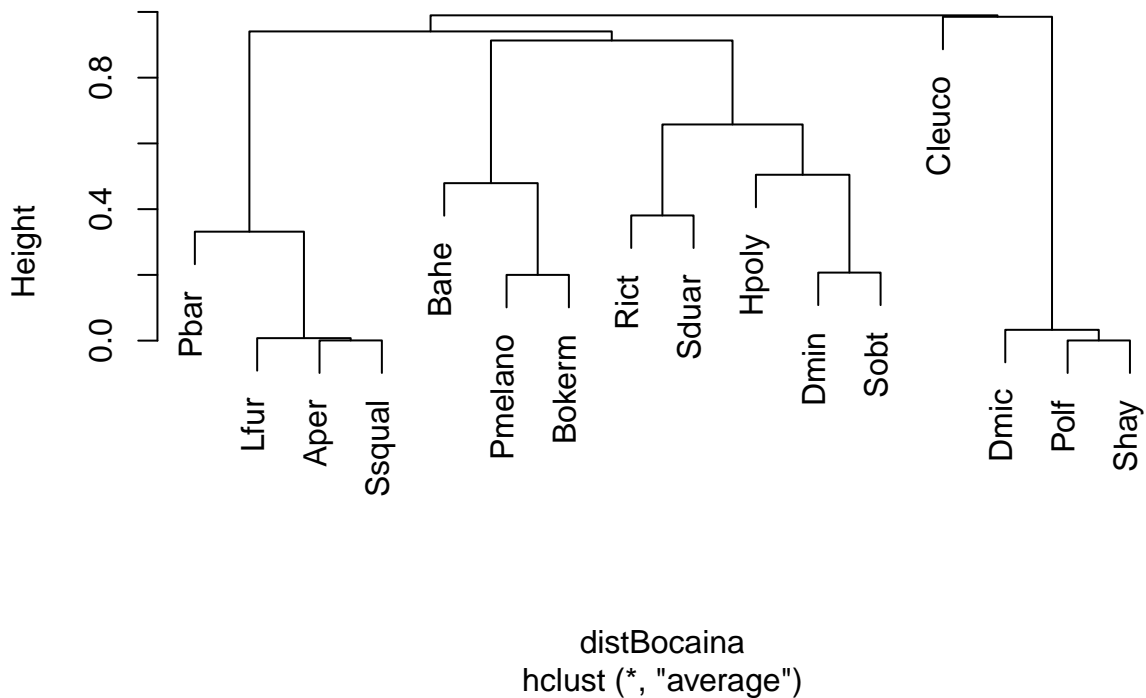 Height
0.8
0.4
0.0
Pbar
Lfur
Aper
Ssqual
Bahe
Pmelano
Bokerm
Rict
Sduar
Hpoly
Dmin
Sobt
Cleuco
Dmic
Polf
Shay
distBocaina
hclust (*, "average")